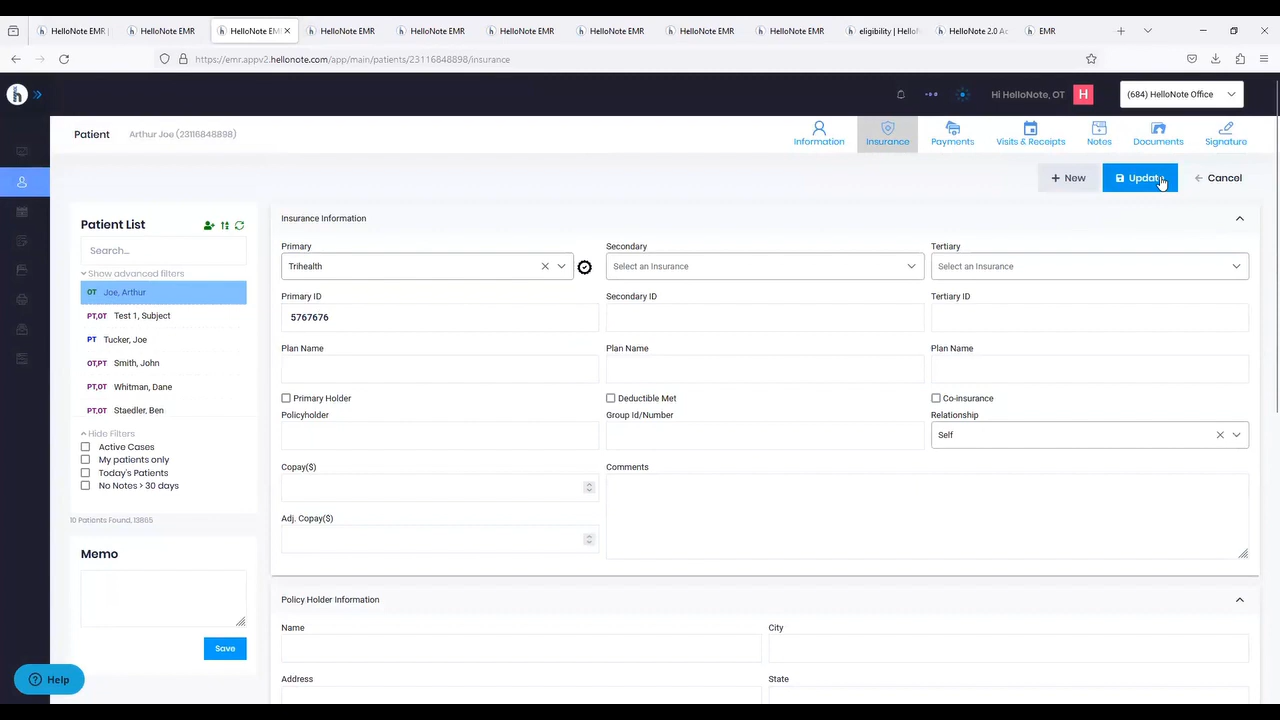 HelloNote EMR |
HelloNote EMR
HelloNote EM
HelloNote EMR
HelloNote EMR
HelloNote EMR
HelloNote EMR
HelloNote EMR
HelloNote EMR
eligibility | HelloN
HelloNote 2.0 Ac
EMR
https://emr.appv2.hellonote.com/app/main/patients/23116848898/insurance
Hi HelloNote, OT
H
(684) HelloNote Office
Patient
Arthur Joe (23116848898)
Information
Insurance
Payments
Visits & Receipts
Notes
Documents
Signature
New
Updat
Cancel
Patient List
Search...
Show advanced filters
OT Joe, Arthur
PT,OT Test 1, Subject
PT Tucker, Joe
OT,PT Smith, John
PT,OT Whitman, Dane
PT,OT Staedler, Ben
Hide Filters
Active Cases
My patients only
Today's Patients
No Notes > 30 days
10 Patients Found, 13865
Memo
Save
Help
Insurance Information
Primary
Secondary
Tertiary
Trihealth
Select an Insurance
Select an Insurance
Primary ID
Secondary ID
Tertiary ID
5767676
Plan Name
Plan Name
Plan Name
Primary Holder
Deductible Met
Co-insurance
Policyholder
Group Id/Number
Relationship
Self
Copay($)
Comments
Adj. Copay($)
Policy Holder Information
Name
City
Address
State